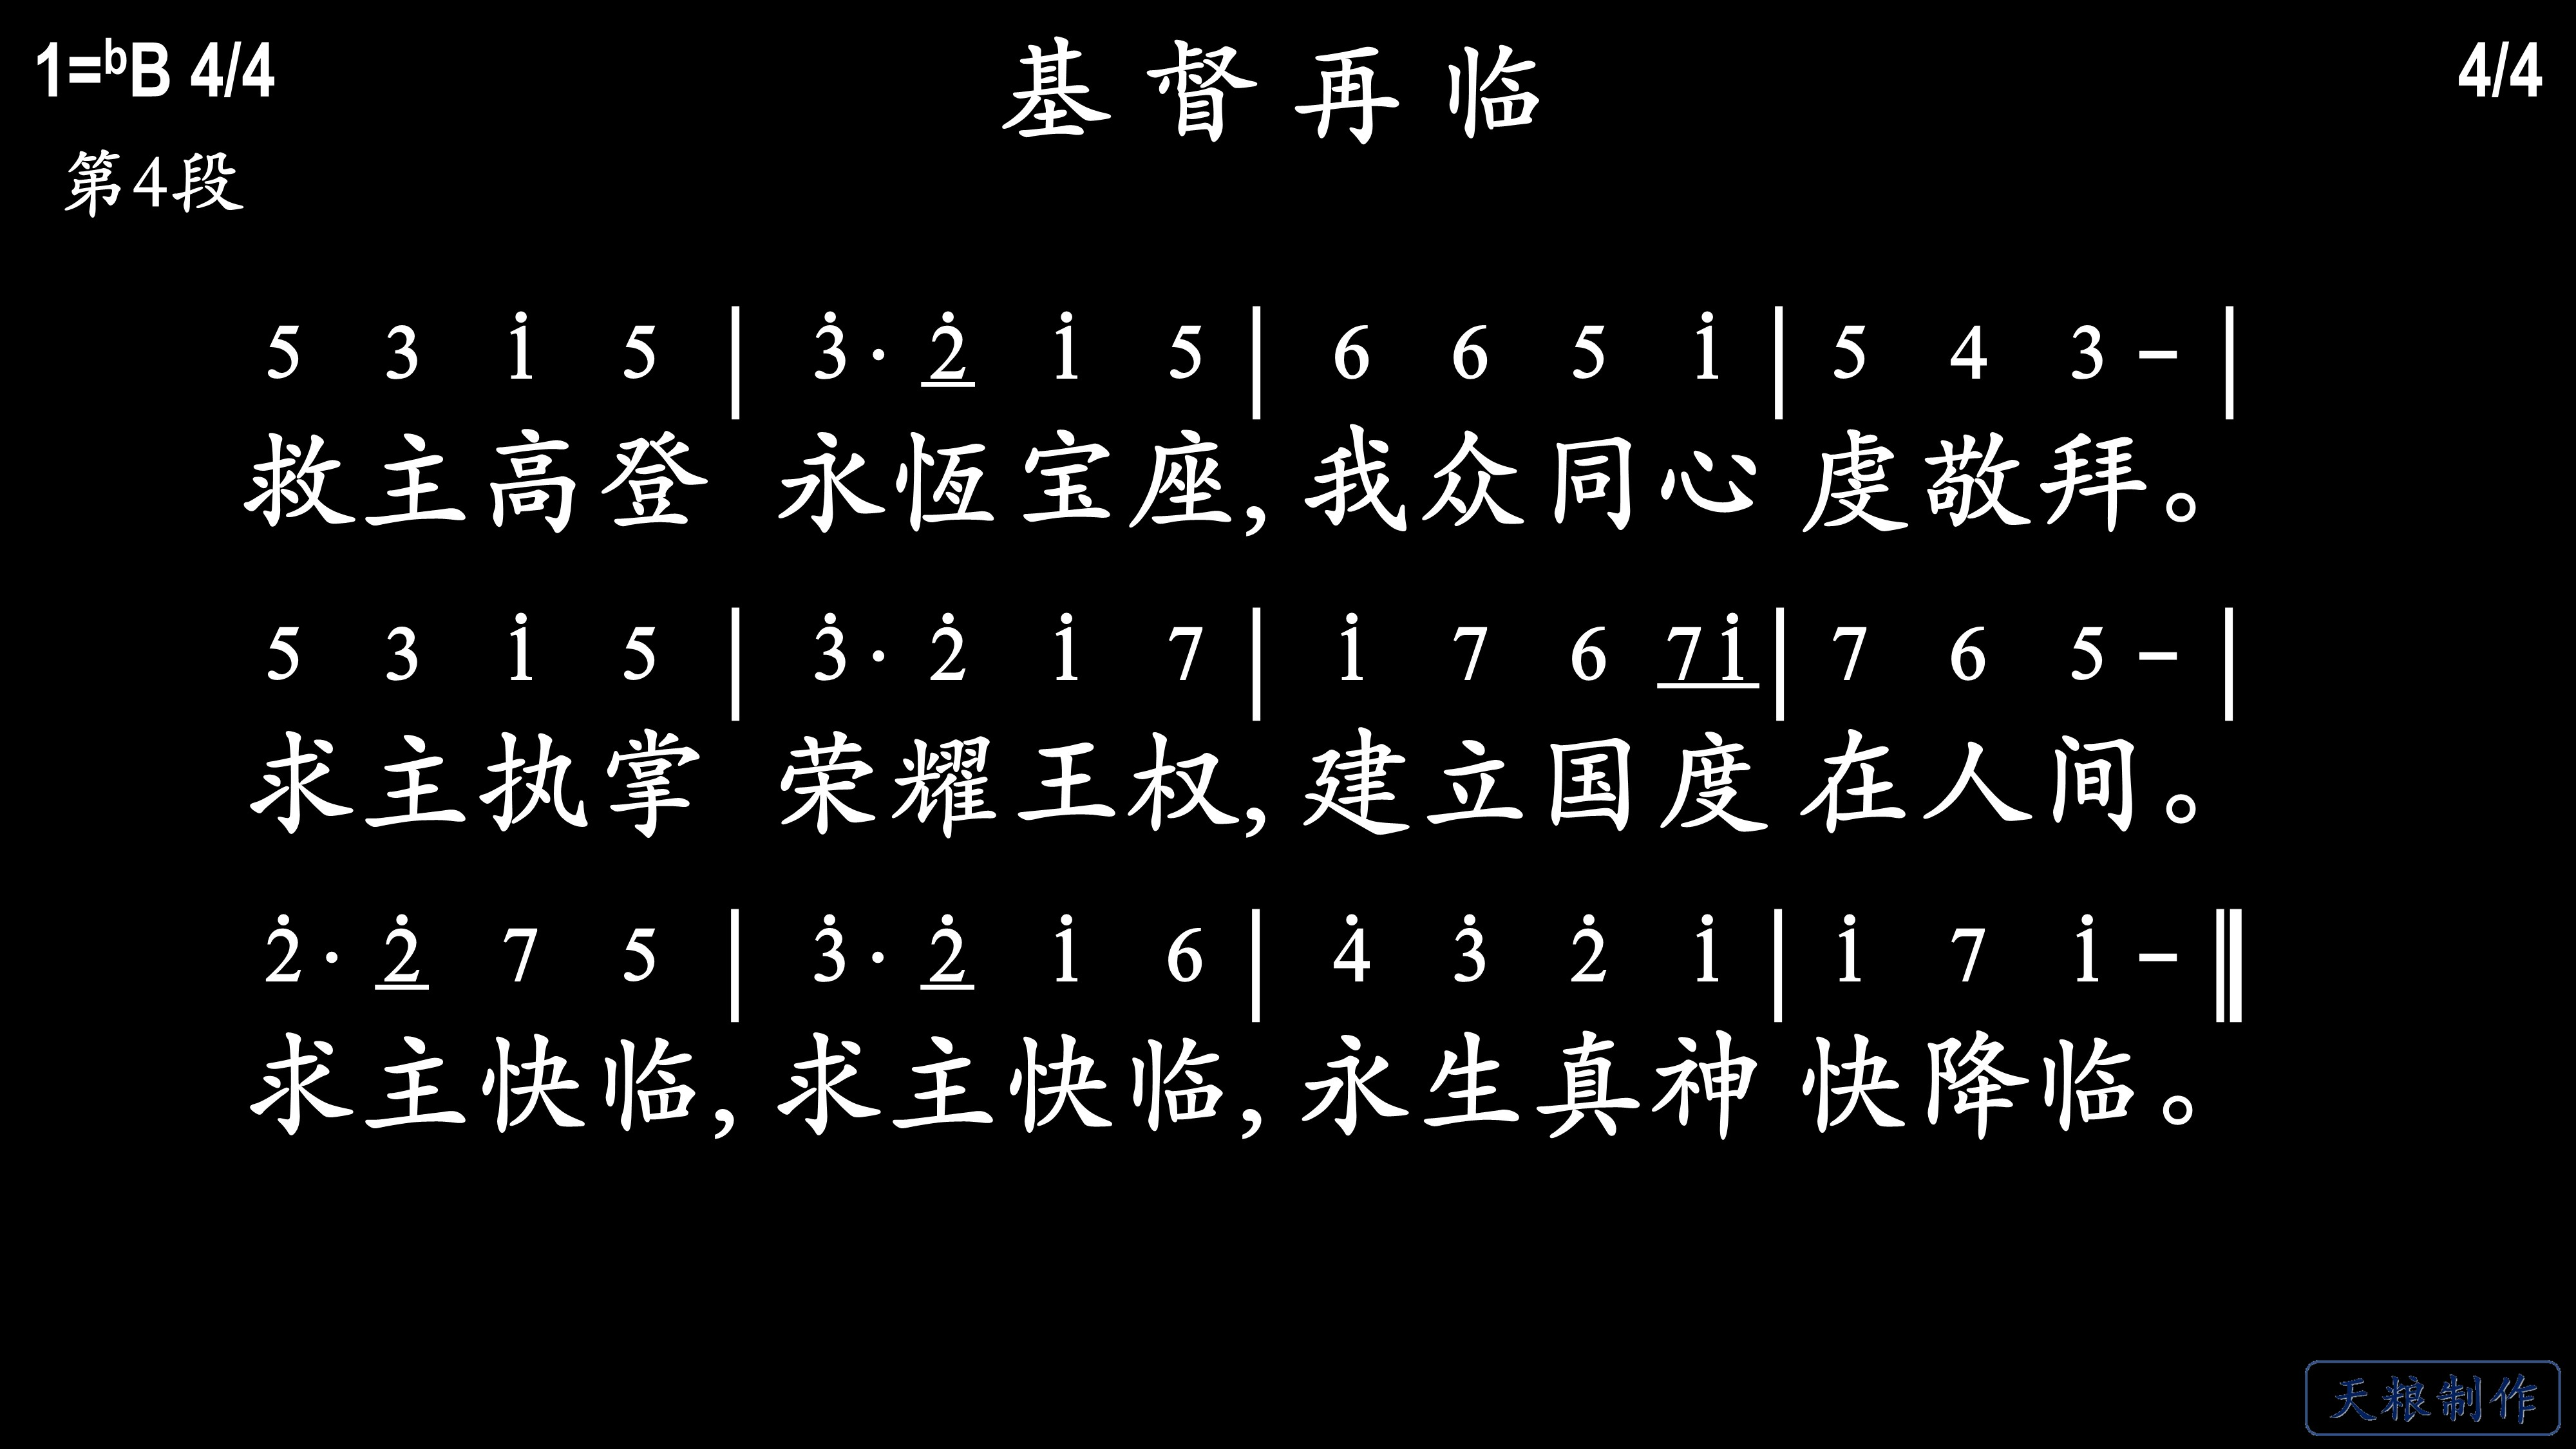 1=ᵇB 4/4 基督再临 4/4
第4段
5 3 i 5 | 3̇· 2̇ i 5 | 6 6 5 i | 5 4 3 – |
救主高登 永恆宝座,我众同心 虔敬拜。
5 3 i 5 | 3̇· 2̇ i 7 | i 7 6 7 i | 7 6 5 – |
求主执掌 荣耀王权,建立国度 在人间。
2̇· 2̇ 7 5 | 3̇· 2̇ i 6 | 4̇ 3̇ 2̇ i | i 7 i – ‖
求主快临,求主快临,永生真神 快降临。
天粮制作